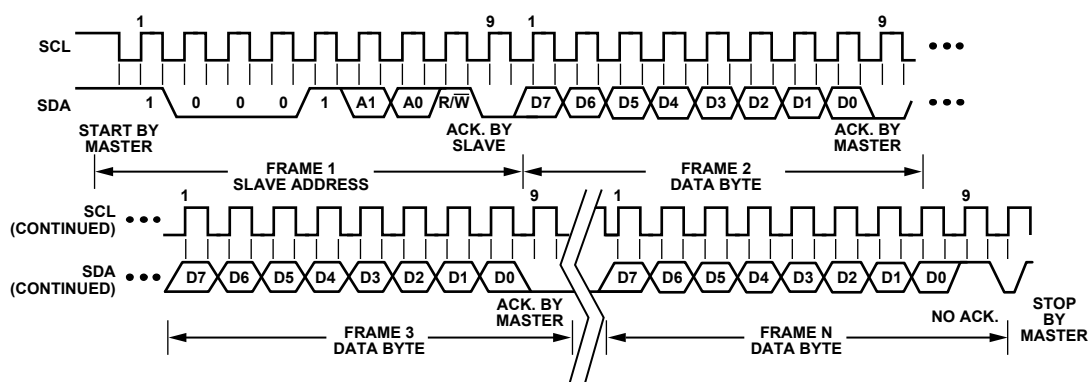 1 9 1 9
SCL
SDA 1 0 0 0 1 A1 A0 R/W̅ D7 D6 D5 D4 D3 D2 D1 D0
START BY MASTER
ACK. BY SLAVE
ACK. BY MASTER
FRAME 1
SLAVE ADDRESS
FRAME 2
DATA BYTE
1 9 1 9
SCL
(CONTINUED)
SDA
(CONTINUED)
D7 D6 D5 D4 D3 D2 D1 D0 D7 D6 D5 D4 D3 D2 D1 D0
ACK. BY
MASTER
NO ACK.
STOP
BY
MASTER
FRAME 3
DATA BYTE
FRAME N
DATA BYTE